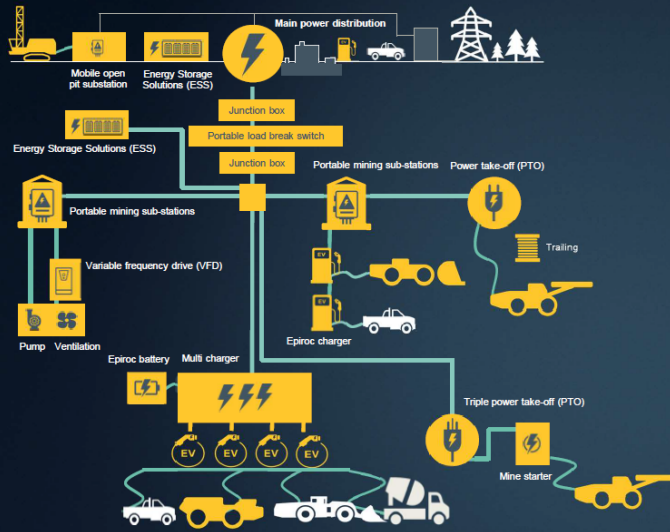 Main power distribution
Mobile open
pit substation
Energy Storage
Solutions (ESS)
Junction box
Portable load break switch
Junction box
Energy Storage Solutions (ESS)
Portable mining sub-stations
Power take-off (PTO)
Portable mining sub-stations
Trailing
Variable frequency drive (VFD)
EV
EV
Pump
Ventilation
Epiroc charger
Epiroc battery
Multi charger
EV
EV
EV
EV
Triple power take-off (PTO)
Mine starter